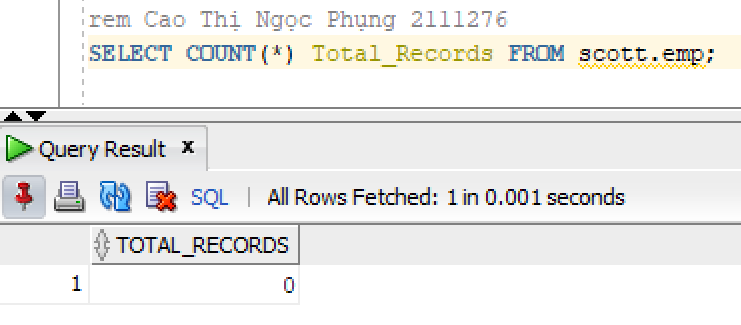 rem Cao Thị Ngọc Phụng 2111276
SELECT COUNT(*) Total_Records FROM scott.emp;
Query Result x
SQL | All Rows Fetched: 1 in 0.001 seconds
TOTAL_RECORDS
1 0